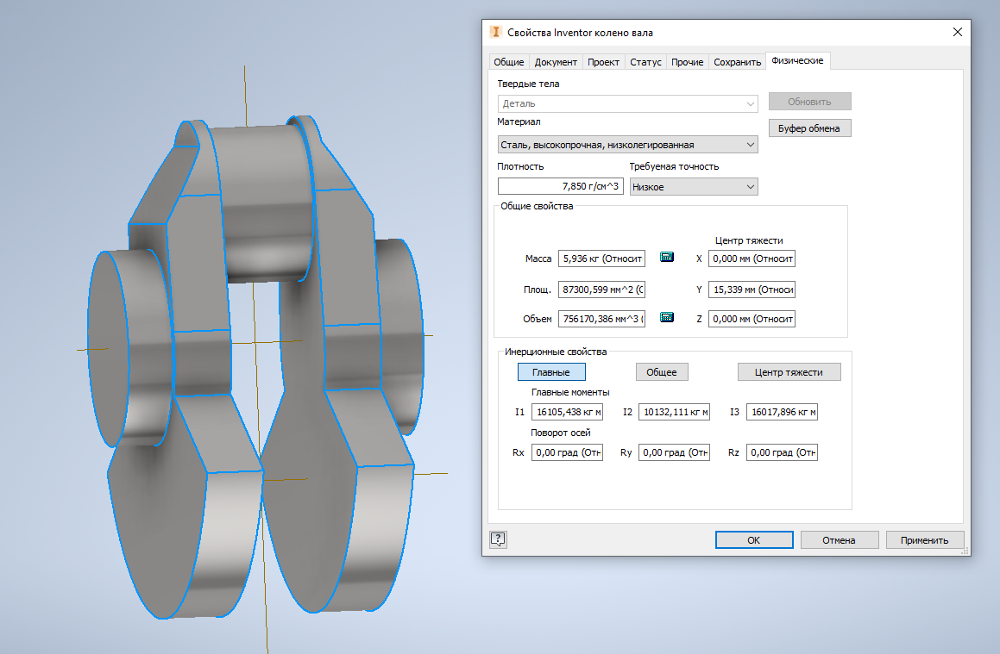 Свойства Inventor колено вала
Общие Документ Проект Статус Прочие Сохранить Физические
Твердые тела
Деталь Обновить
Материал
Буфер обмена
Сталь, высокопрочная, низколегированная
Плотность Требуемая точность
7,850 г/см^3 Низкое
Общие свойства
Центр тяжести
Масса 5,936 кг (Относит X 0,000 мм (Относит
Площ. 87300,599 мм^2 (О Y 15,339 мм (Относи
Объем 756170,386 мм^3 ( Z 0,000 мм (Относит
Инерционные свойства
Главные Общее Центр тяжести
Главные моменты
I1 16105,438 кг м I2 10132,111 кг м I3 16017,896 кг м
Поворот осей
Rx 0,00 град (Отн Ry 0,00 град (Отн Rz 0,00 град (Отн
? OK Отмена Применить